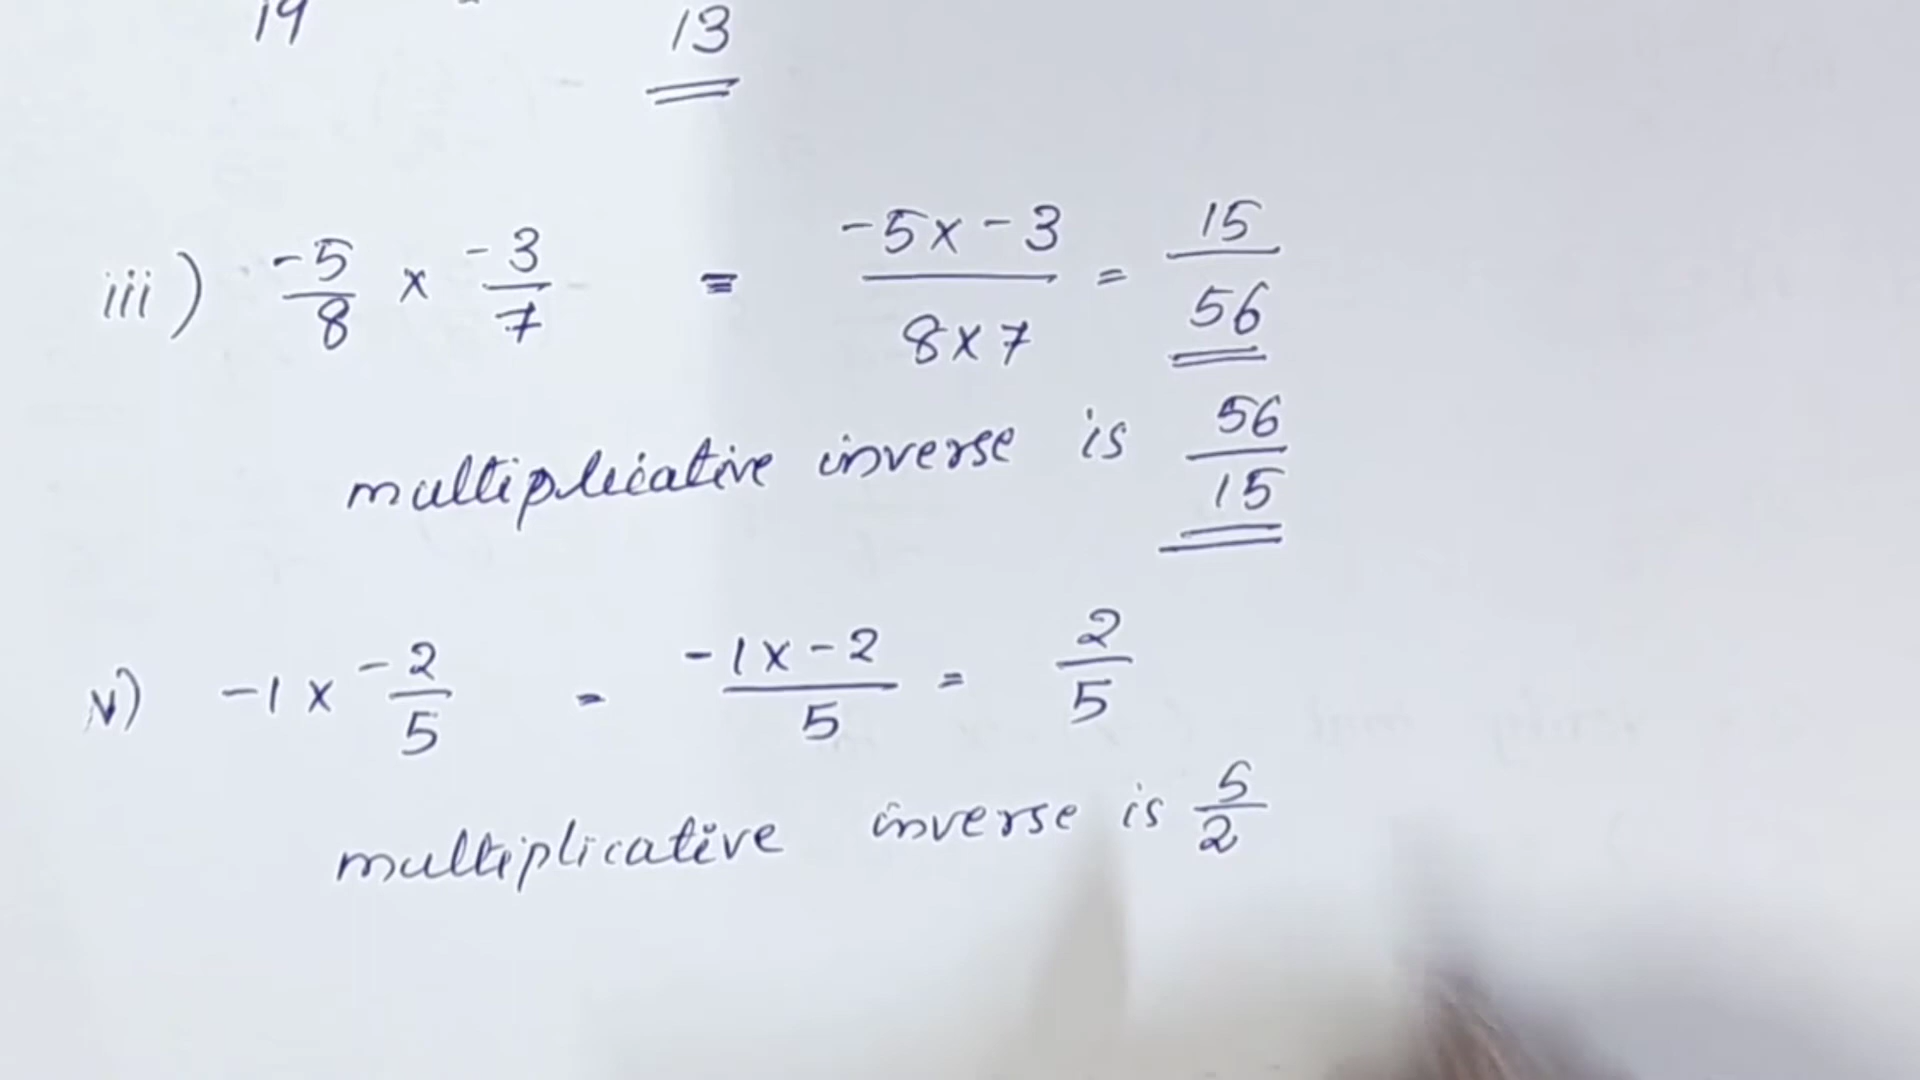 19
13
iii) -5/8 x -3/7 = -5x-3/8x7 = 15/56
multiplicative inverse is 56/15
v) -1 x -2/5 = -1x-2/5 = 2/5
multiplicative inverse is 5/2